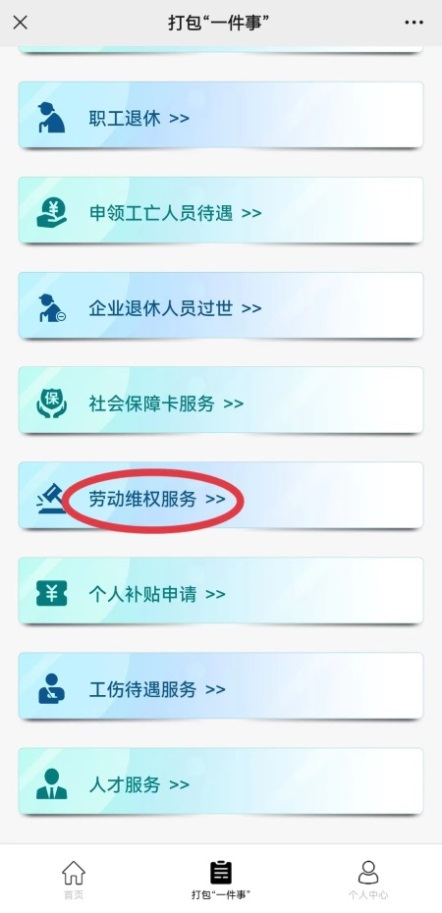 打包“一件事”
职工退休 >>
申领工亡人员待遇 >>
企业退休人员过世 >>
保
社会保障卡服务 >>
劳动维权服务 >>
个人补贴申请 >>
工伤待遇服务 >>
人才服务 >>
首页
打包“一件事”
个人中心